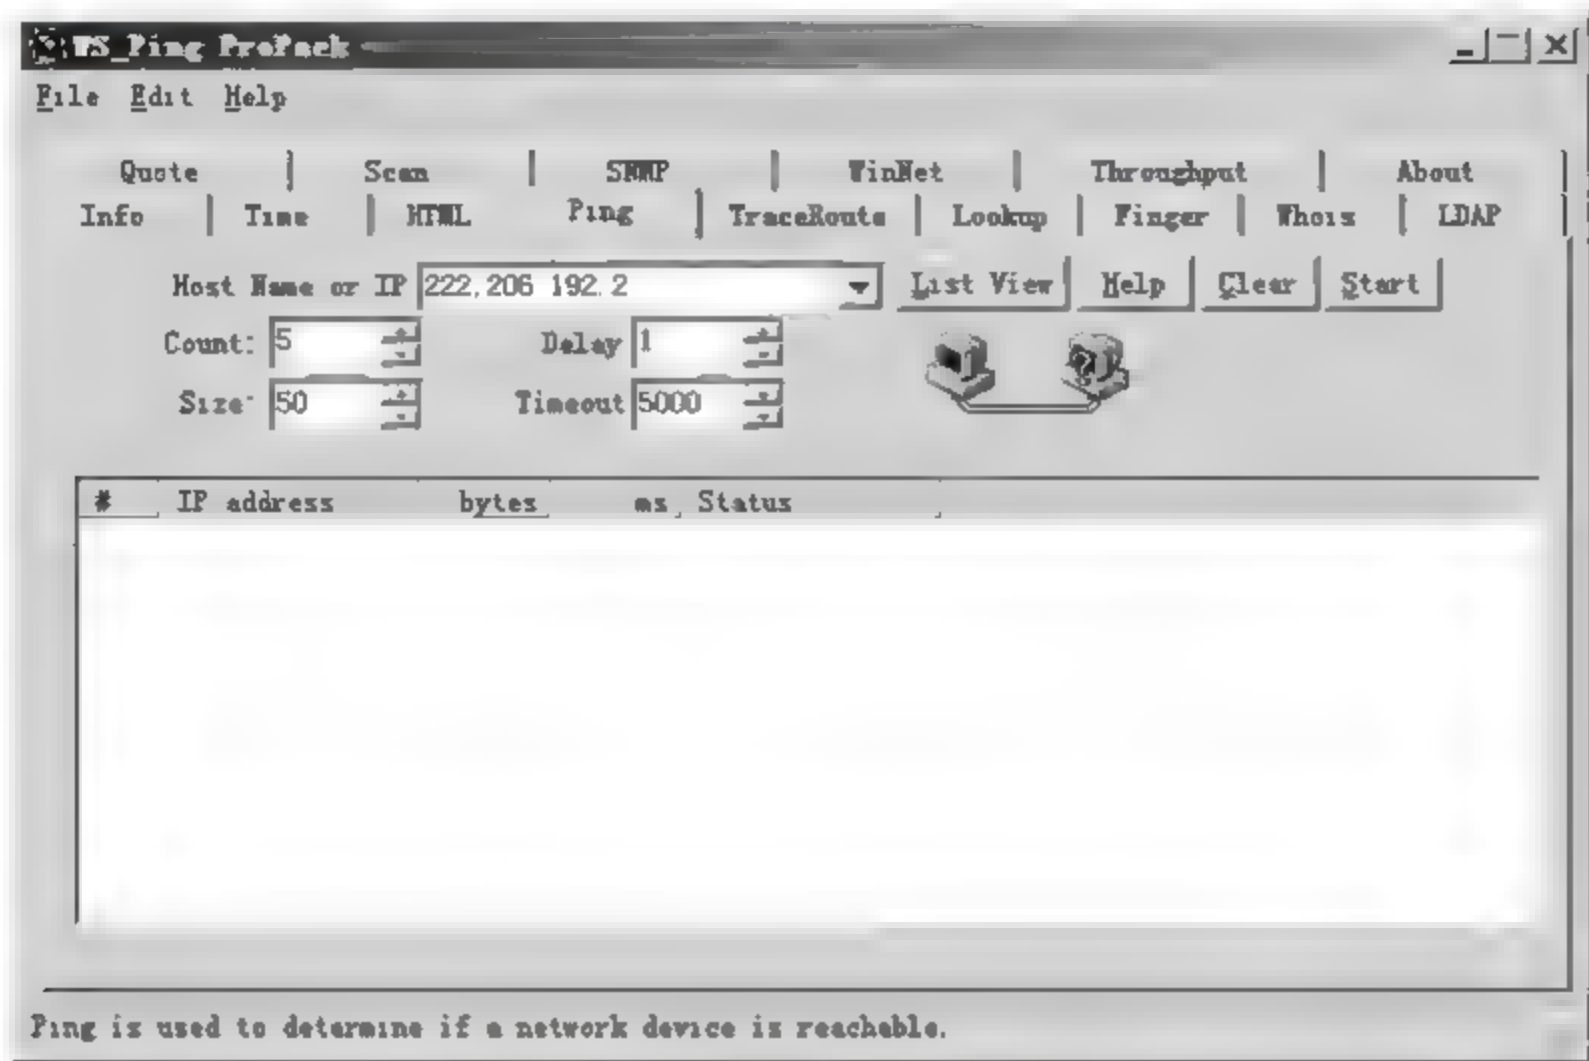 WS_Ping ProPack
File Edit Help
Quote Scan SNMP WinNet Throughput About
Info Time HTML Ping TraceRoute Lookup Finger Whois LDAP
Host Name or IP 222.206 192.2 List View Help Clear Start
Count: 5 Delay 1
Size: 50 Timeout 5000
# IP address bytes ms Status
Ping is used to determine if a network device is reachable.